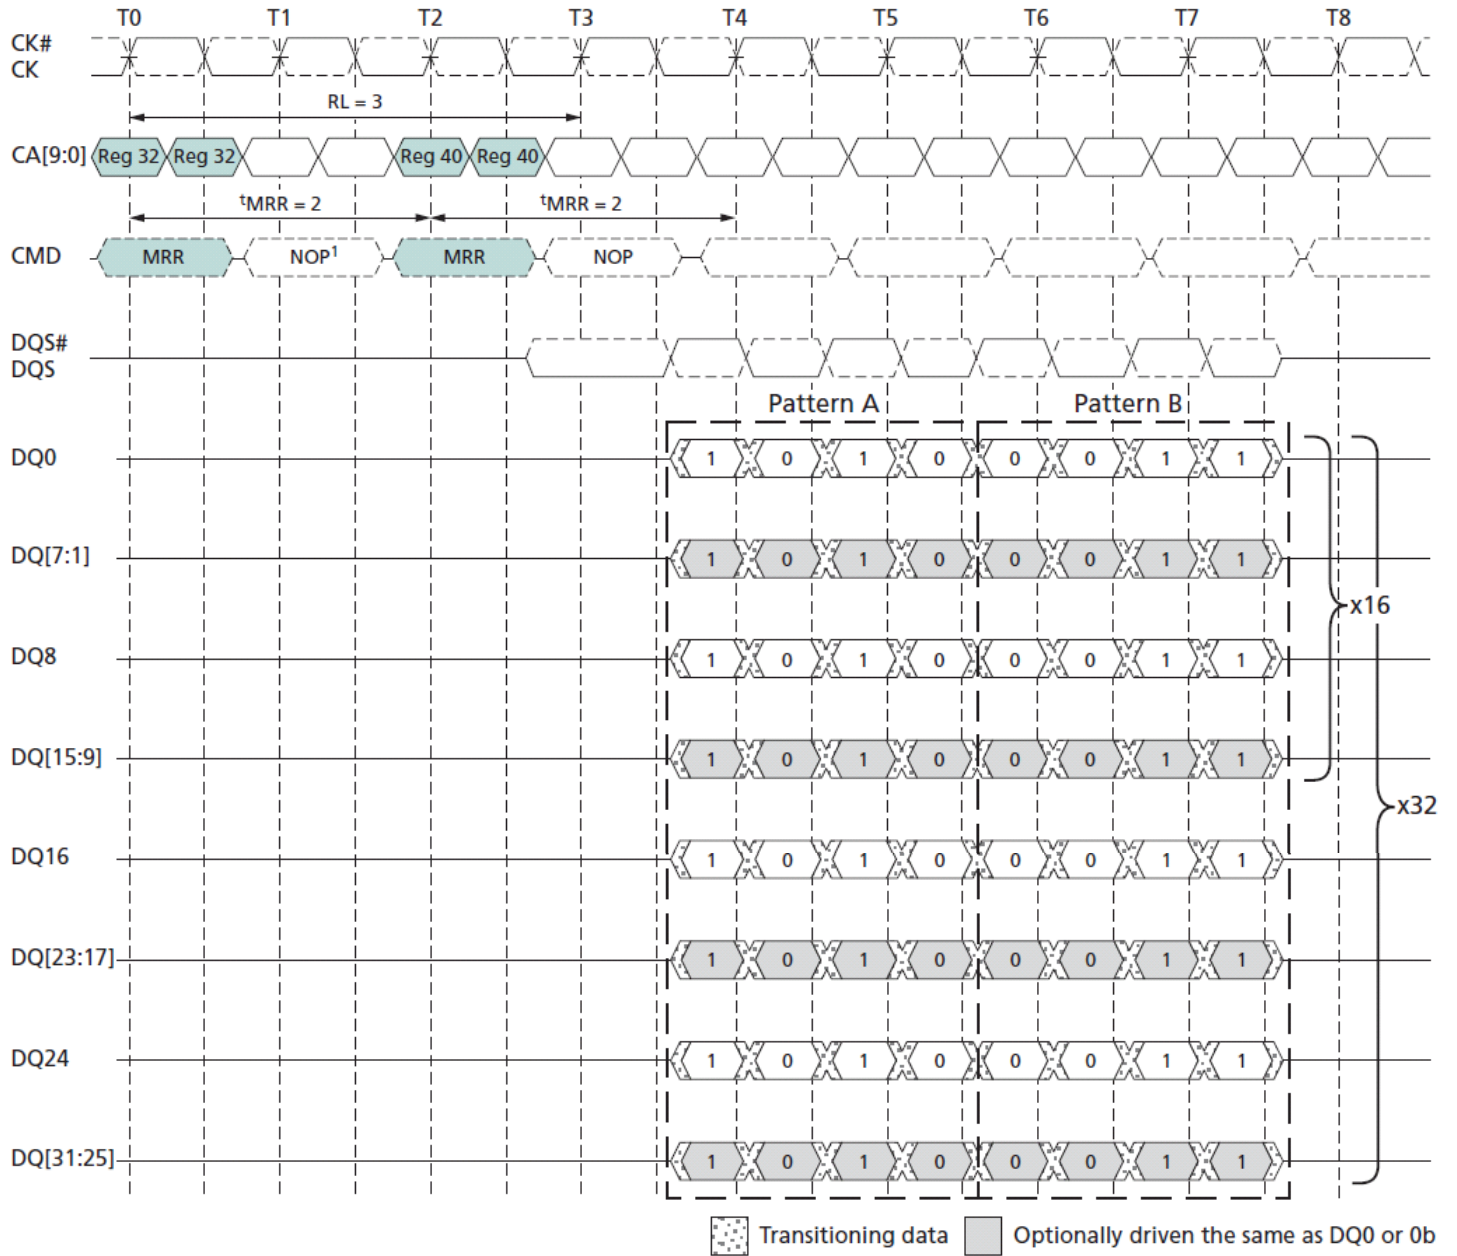 T0 T1 T2 T3 T4 T5 T6 T7 T8
CK#
CK
RL = 3
CA[9:0] Reg 32 Reg 32 Reg 40 Reg 40
tMRR = 2 tMRR = 2
CMD MRR NOP1 MRR NOP
DQS#
DQS
Pattern A Pattern B
DQ0 1 0 1 0 0 0 1 1
DQ[7:1] 1 0 1 0 0 0 1 1
x16
DQ8 1 0 1 0 0 0 1 1
DQ[15:9] 1 0 1 0 0 0 1 1
x32
DQ16 1 0 1 0 0 0 1 1
DQ[23:17] 1 0 1 0 0 0 1 1
DQ24 1 0 1 0 0 0 1 1
DQ[31:25] 1 0 1 0 0 0 1 1
Transitioning data Optionally driven the same as DQ0 or 0b